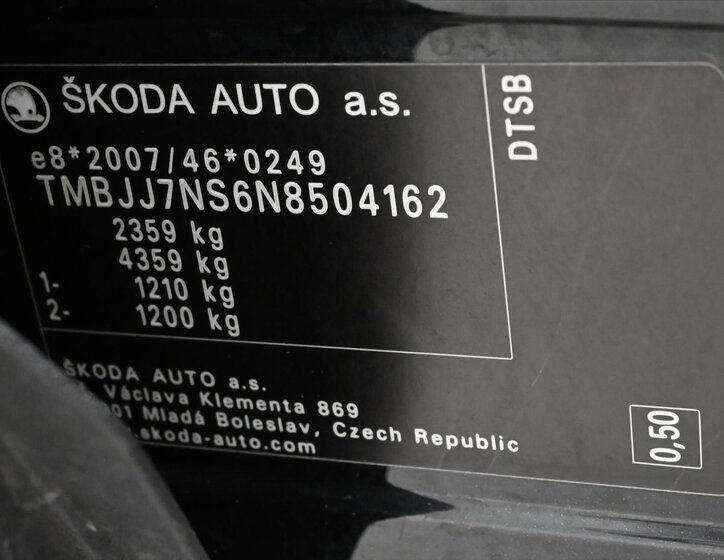 ŠKODA AUTO a.s.
DTSB
e8*2007/46*0249
TMBJJ7NS6N8504162
2359 kg
4359 kg
1- 1210 kg
2- 1200 kg
ŠKODA AUTO a.s.
Václava Klementa 869
01 Mladá Boleslav, Czech Republic
.skoda-auto.com
0,50